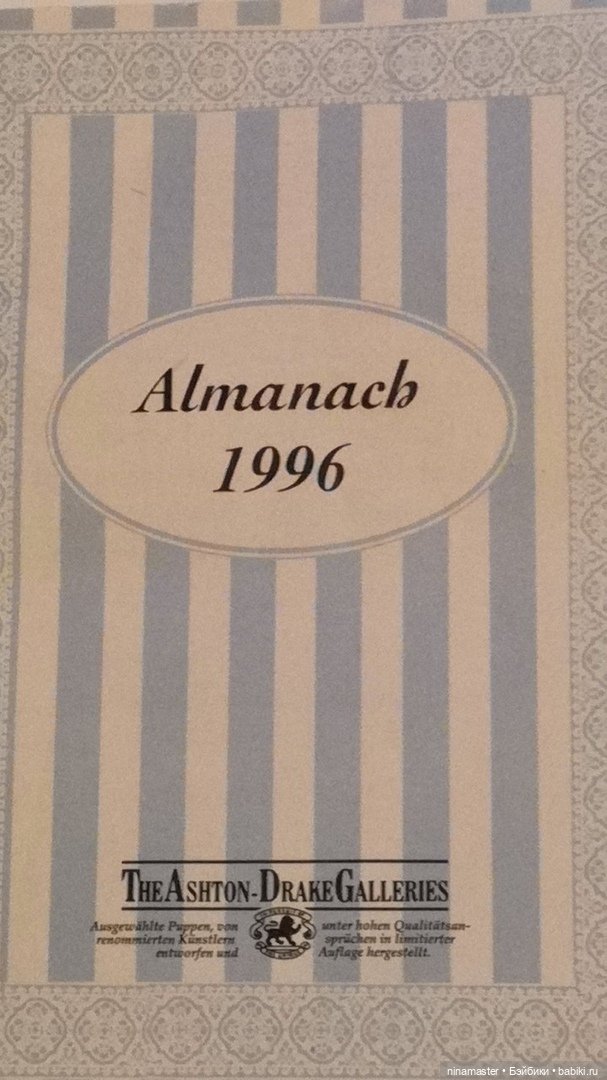 Almanach
1996
THE ASHTON-DRAKE GALLERIES
Ausgewählte Puppen, von
renommierten Künstlern
entworfen und
unter hohen Qualitätsan-
sprüchen in limitierter
Auflage hergestellt.
ninamaster • Бэйбики • babiki.ru